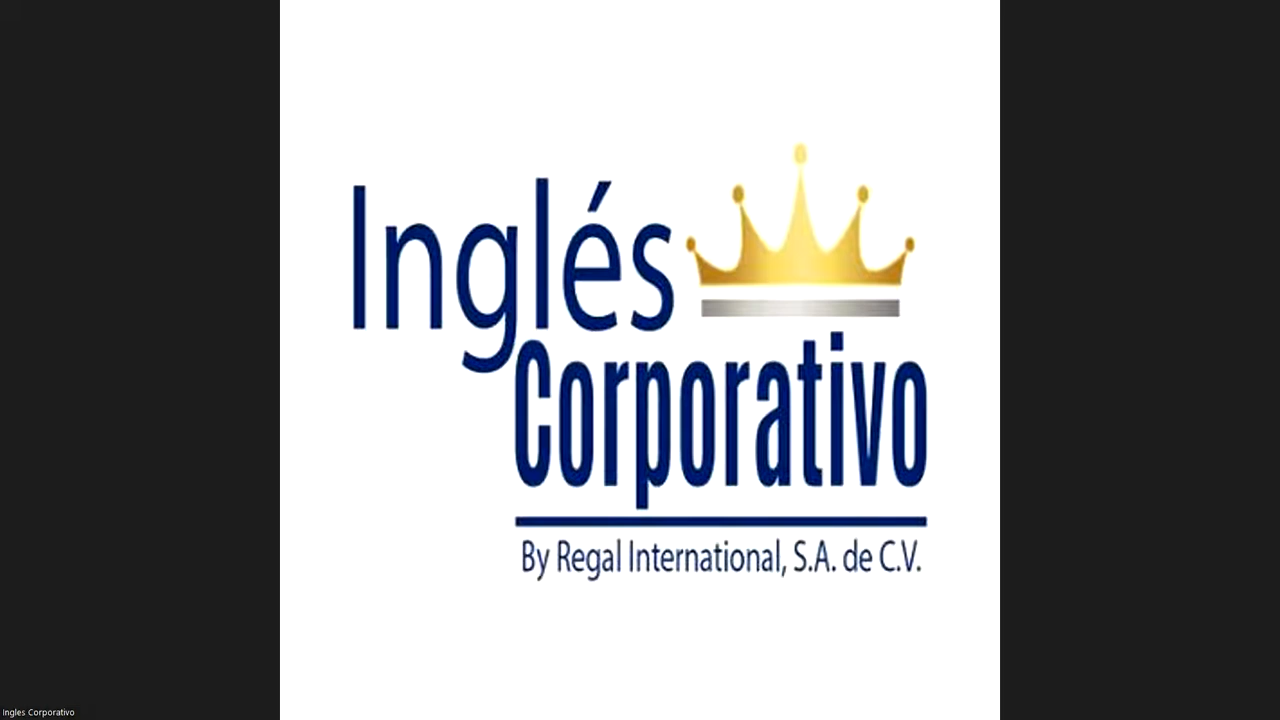 Inglés
Corporativo
By Regal International, S.A. de C.V.
Ingles Corporativo